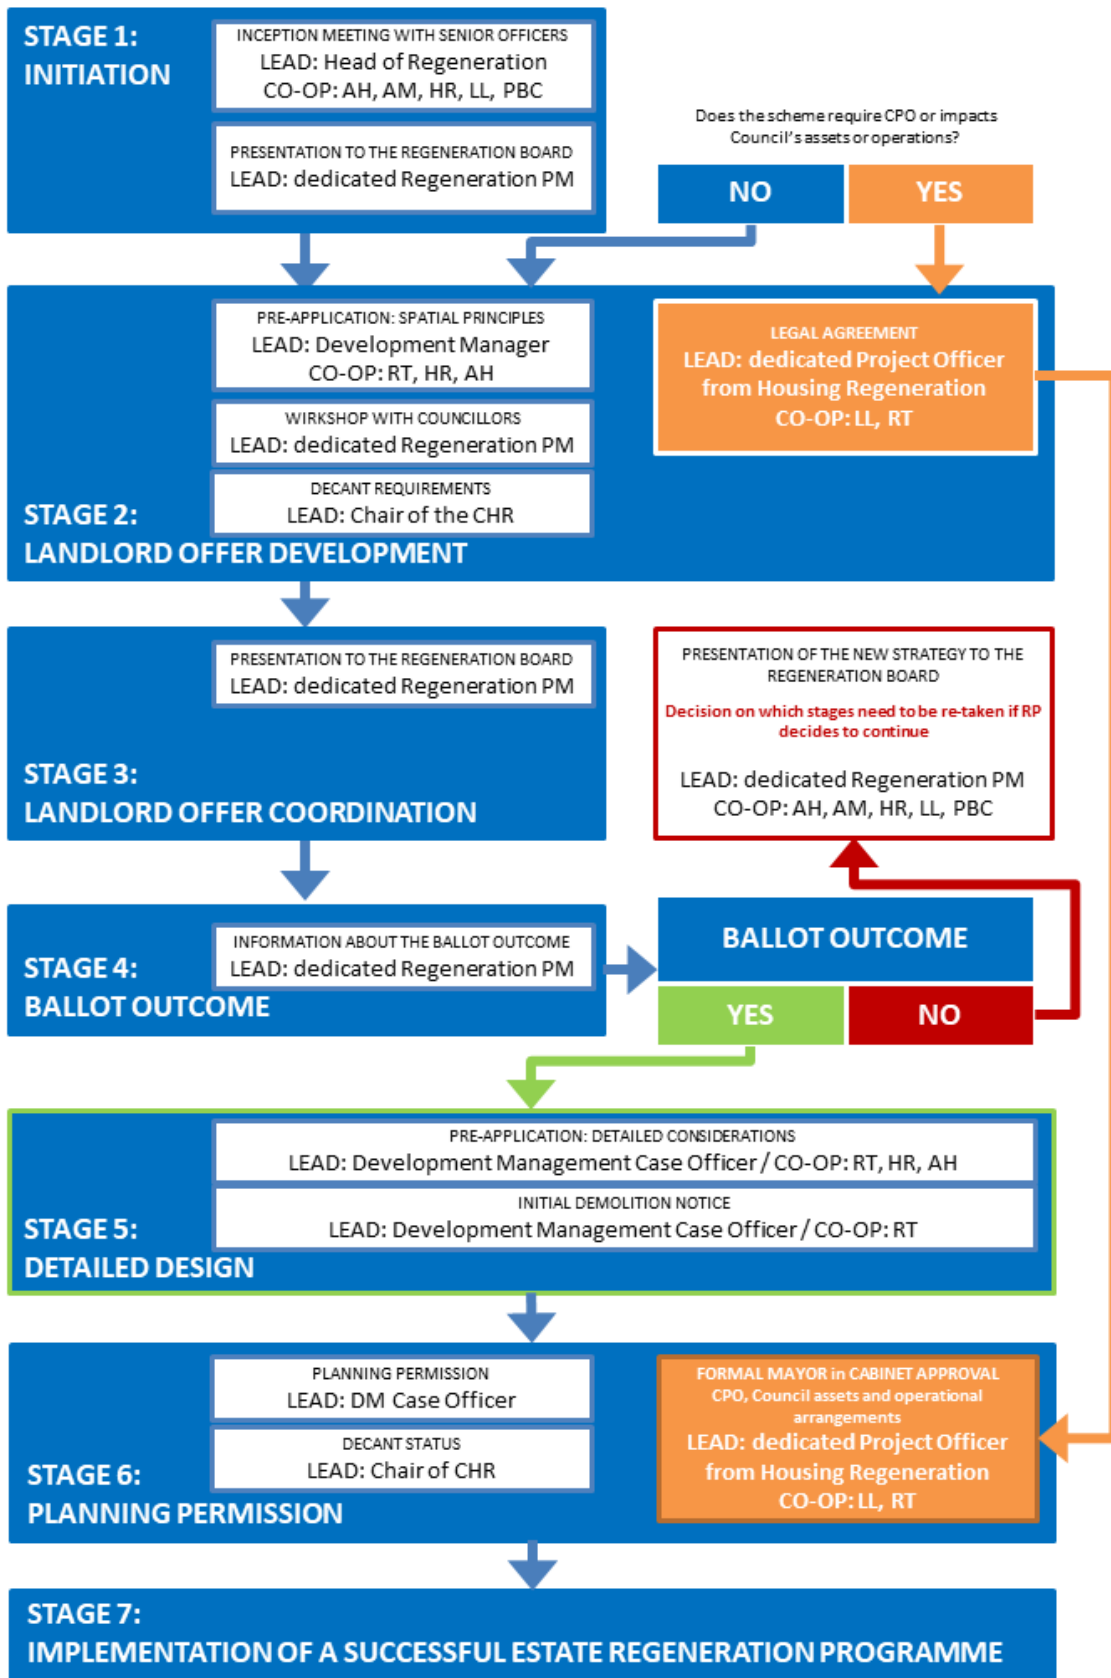 STAGE 1:
INITIATION
INCEPTION MEETING WITH SENIOR OFFICERS
LEAD: Head of Regeneration
CO-OP: AH, AM, HR, LL, PBC
PRESENTATION TO THE REGENERATION BOARD
LEAD: dedicated Regeneration PM
Does the scheme require CPO or impacts
Council's assets or operations?
NO
YES
PRE-APPLICATION: SPATIAL PRINCIPLES
LEAD: Development Manager
CO-OP: RT, HR, AH
WIRKSHOP WITH COUNCILLORS
LEAD: dedicated Regeneration PM
DECANT REQUIREMENTS
LEAD: Chair of the CHR
STAGE 2:
LANDLORD OFFER DEVELOPMENT
LEGAL AGREEMENT
LEAD: dedicated Project Officer
from Housing Regeneration
CO-OP: LL, RT
PRESENTATION TO THE REGENERATION BOARD
LEAD: dedicated Regeneration PM
STAGE 3:
LANDLORD OFFER COORDINATION
PRESENTATION OF THE NEW STRATEGY TO THE
REGENERATION BOARD
Decision on which stages need to be re-taken if RP
decides to continue
LEAD: dedicated Regeneration PM
CO-OP: AH, AM, HR, LL, PBC
INFORMATION ABOUT THE BALLOT OUTCOME
LEAD: dedicated Regeneration PM
STAGE 4:
BALLOT OUTCOME
BALLOT OUTCOME
YES
NO
PRE-APPLICATION: DETAILED CONSIDERATIONS
LEAD: Development Management Case Officer / CO-OP: RT, HR, AH
INITIAL DEMOLITION NOTICE
LEAD: Development Management Case Officer / CO-OP: RT
STAGE 5:
DETAILED DESIGN
PLANNING PERMISSION
LEAD: DM Case Officer
DECANT STATUS
LEAD: Chair of CHR
STAGE 6:
PLANNING PERMISSION
FORMAL MAYOR in CABINET APPROVAL
CPO, Council assets and operational
arrangements
LEAD: dedicated Project Officer
from Housing Regeneration
CO-OP: LL, RT
STAGE 7:
IMPLEMENTATION OF A SUCCESSFUL ESTATE REGENERATION PROGRAMME